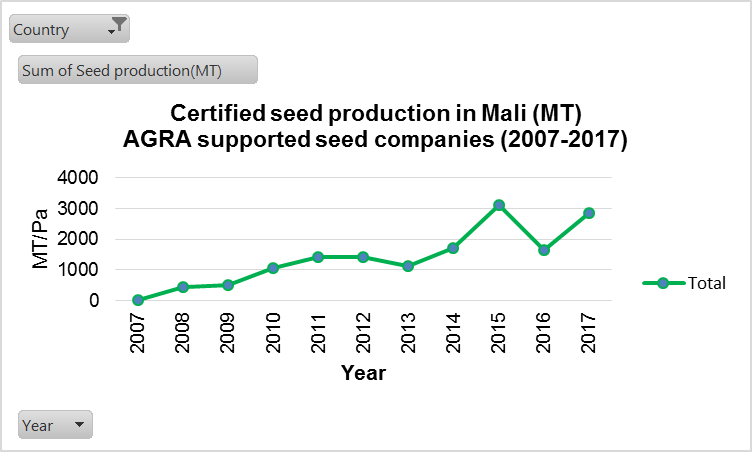 Country
Sum of Seed production(MT)
Certified seed production in Mali (MT)
AGRA supported seed companies (2007-2017)
4000
3000
2000
1000
0
MT/Pa
2007
2008
2009
2010
2011
2012
2013
2014
2015
2016
2017
Year
Total
Year